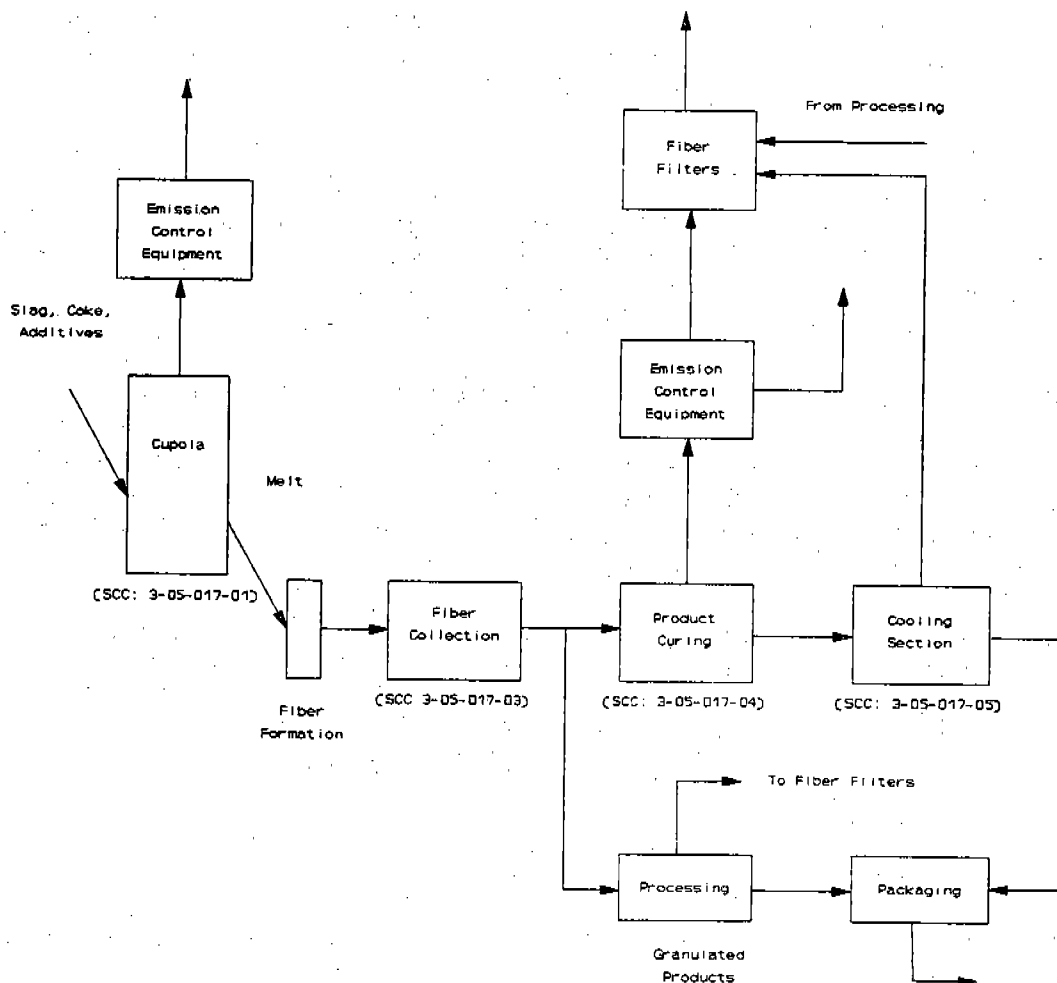 From Processing
Fiber
Filters
Emission
Control
Equipment
Slag, Coke,
Additives
Emission
Control
Equipment
Cupola
Melt
(SCC: 3-05-017-01)
Fiber
Collection
Product
Curing
Cooling
Section
(SCC 3-05-017-03)
(SCC: 3-05-017-04)
(SCC: 3-05-017-05)
Fiber
Formation
To Fiber Filters
Processing
Packaging
Granulated
Products